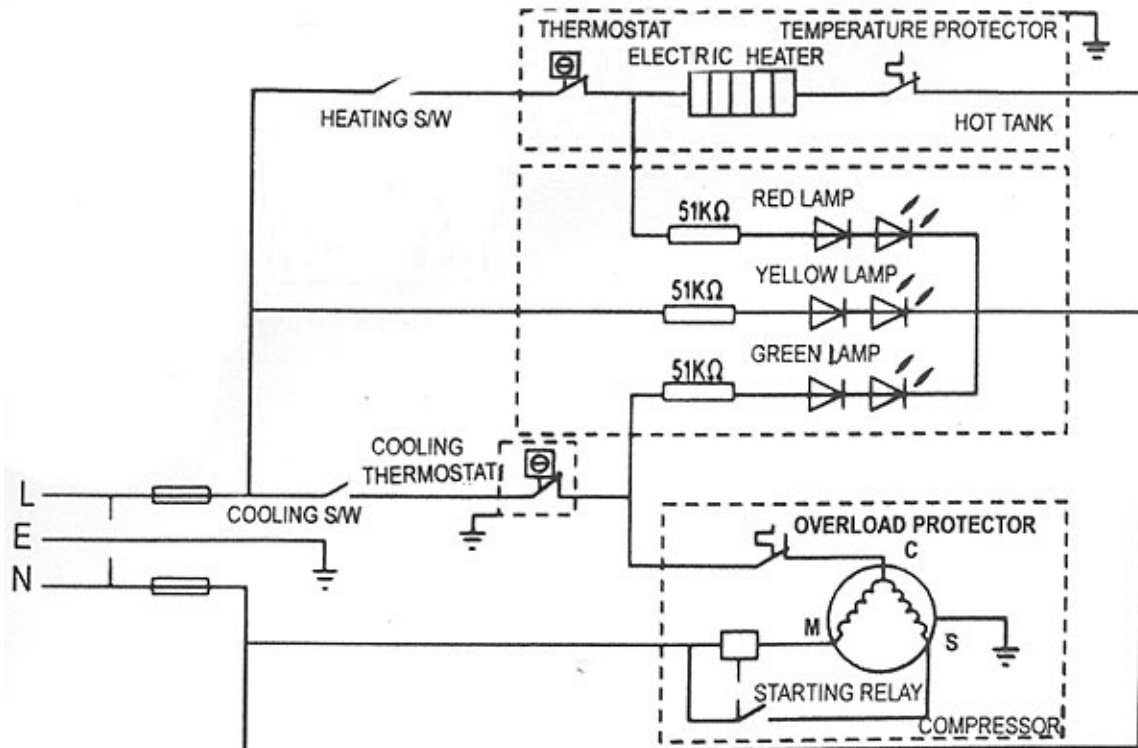 THERMOSTAT
TEMPERATURE PROTECTOR
ELECTRIC HEATER
HEATING S/W
HOT TANK
RED LAMP
51KΩ
YELLOW LAMP
51KΩ
GREEN LAMP
51KΩ
COOLING
THERMOSTAT
L
COOLING S/W
E
OVERLOAD PROTECTOR
C
N
M
S
STARTING RELAY
COMPRESSOR